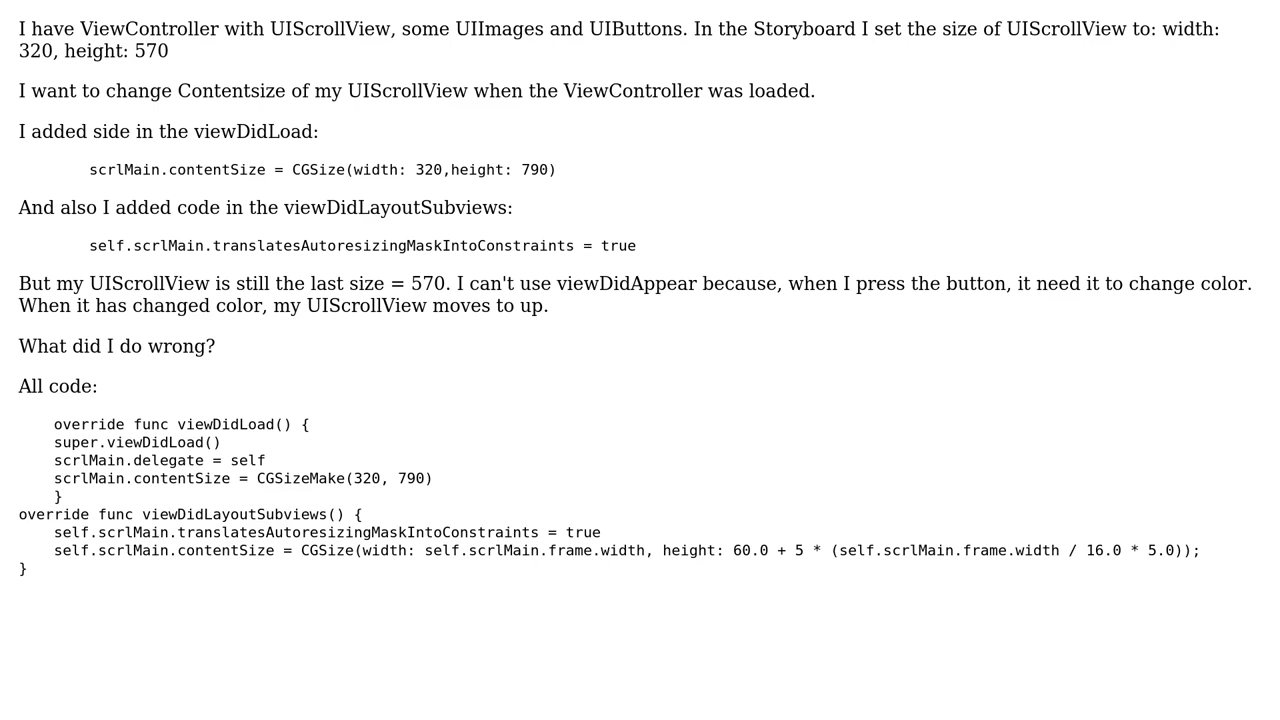 I have ViewController with UIScrollView, some UIImages and UIButtons. In the Storyboard I set the size of UIScrollView to: width:
320, height: 570
I want to change Contentsize of my UIScrollView when the ViewController was loaded.
I added side in the viewDidLoad:
scrlMain.contentSize = CGSize(width: 320,height: 790)
And also I added code in the viewDidLayoutSubviews:
self.scrlMain.translatesAutoresizingMaskIntoConstraints = true
But my UIScrollView is still the last size = 570. I can't use viewDidAppear because, when I press the button, it need it to change color.
When it has changed color, my UIScrollView moves to up.
What did I do wrong?
All code:
    override func viewDidLoad() {
    super.viewDidLoad()
    scrlMain.delegate = self
    scrlMain.contentSize = CGSizeMake(320, 790)
    }
override func viewDidLayoutSubviews() {
    self.scrlMain.translatesAutoresizingMaskIntoConstraints = true
    self.scrlMain.contentSize = CGSize(width: self.scrlMain.frame.width, height: 60.0 + 5 * (self.scrlMain.frame.width / 16.0 * 5.0));
}